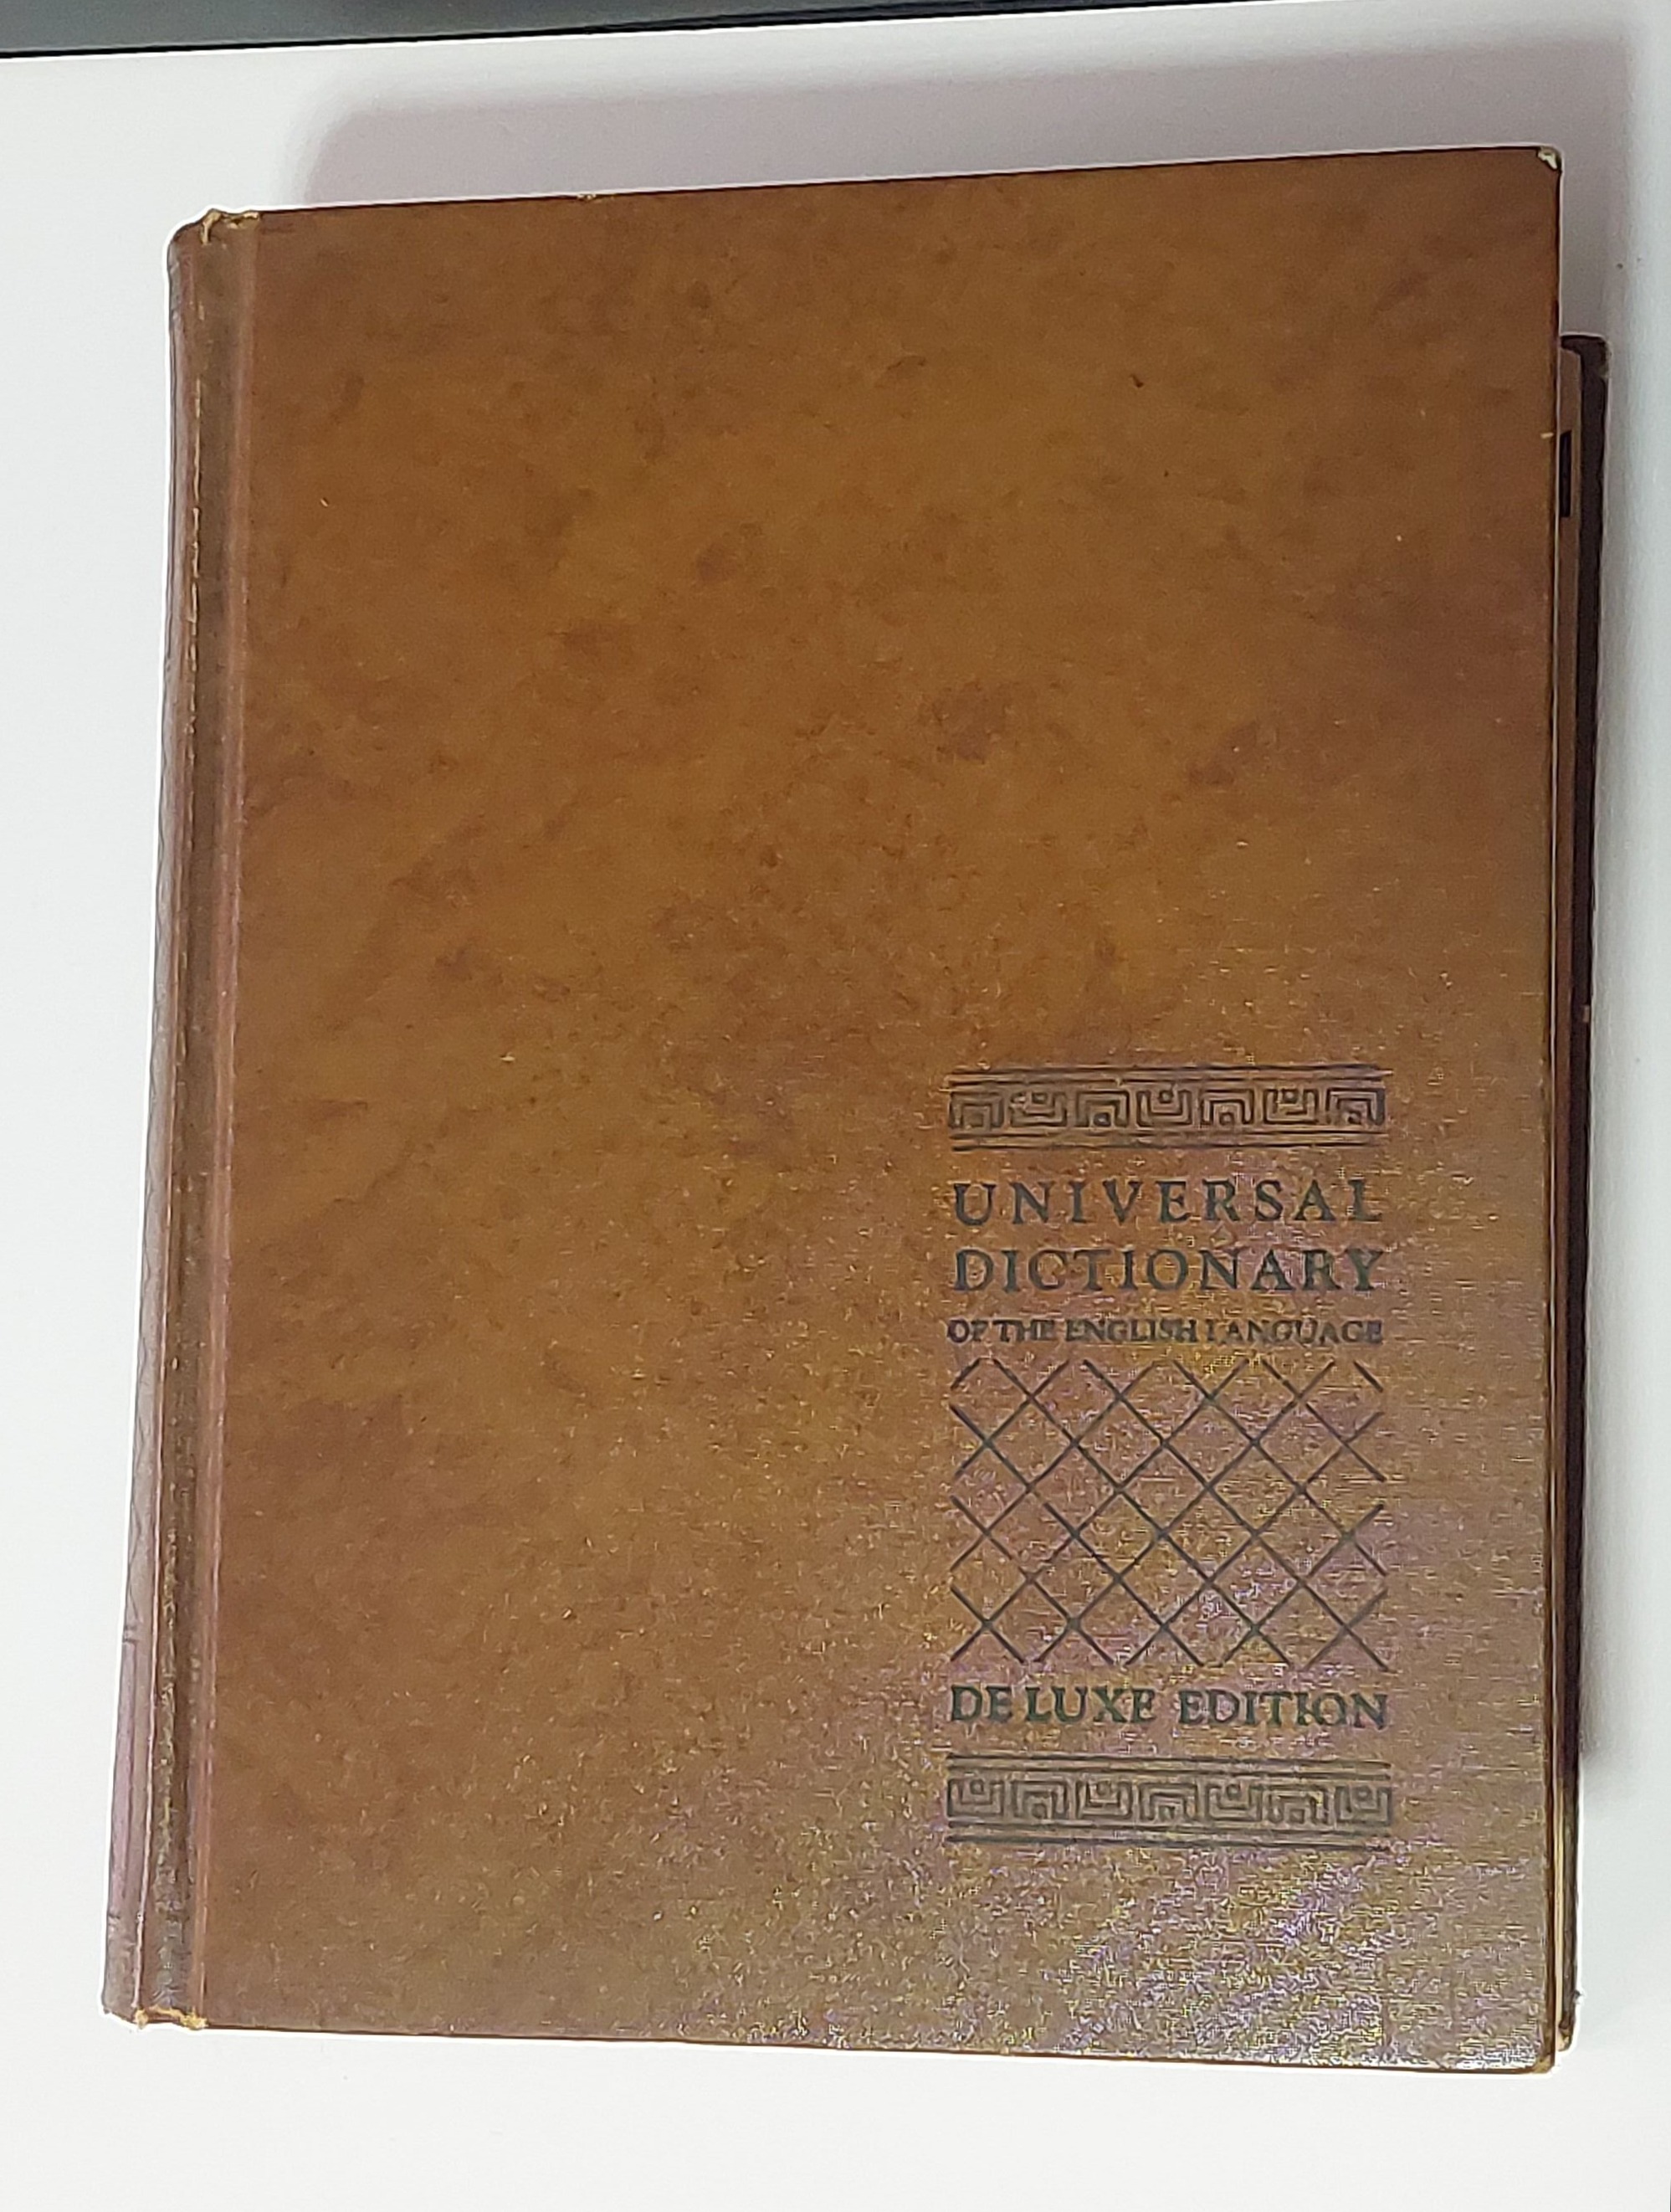 UNIVERSAL
DICTIONARY
OF THE ENGLISH LANGUAGE
DE LUXE EDITION